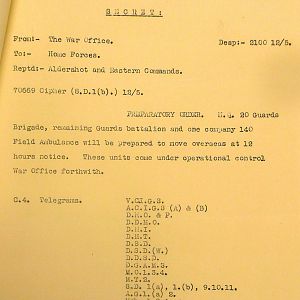 SECRET:
From:- The War Office. Desp:- 2100 12/5.
To:- Home Forces.
Reptd:- Aldershot and Eastern Commands.
70669 Cipher (S.D.1(b).) 12/5.
PREPARATORY ORDER. H.Q. 20 Guards
Brigade, remaining Guards battalion and one company 140
Field Ambulance will be prepared to move overseas at 12
hours notice. These units come under operational control
War Office forthwith.
C.4. Telegrams. V.C.I.G.S.
A.C.I.G.S (A) & (B)
D.M.O. & P.
D.D.M.O.
D.M.I.
D.M.T.
D.S.D.
D.S.D.(W.)
D.D.S.D.
D.G.A.M.S.
M.O.1.3.4.
M.T.2.
S.D. 1(a), 1.(b), 9.10.11.
A.G.1(a) 2.